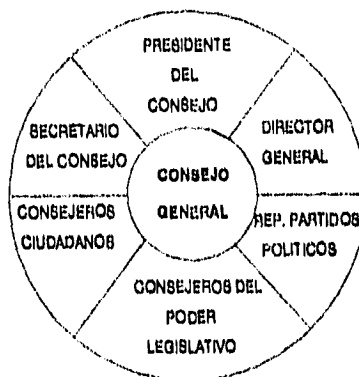 PRESIDENTE
DEL
CONSEJO
SECRETARIO
DEL CONSEJO
DIRECTOR
GENERAL
CONSEJO
GENERAL
CONSEJEROS
CIUDADANOS
REP. PARTIDOS
POLITICOS
CONSEJEROS DEL
PODER
LEGISLATIVO